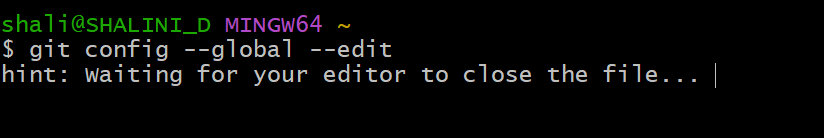 shali@SHALINI_D MINGW64 ~
$ git config --global --edit
hint: Waiting for your editor to close the file...